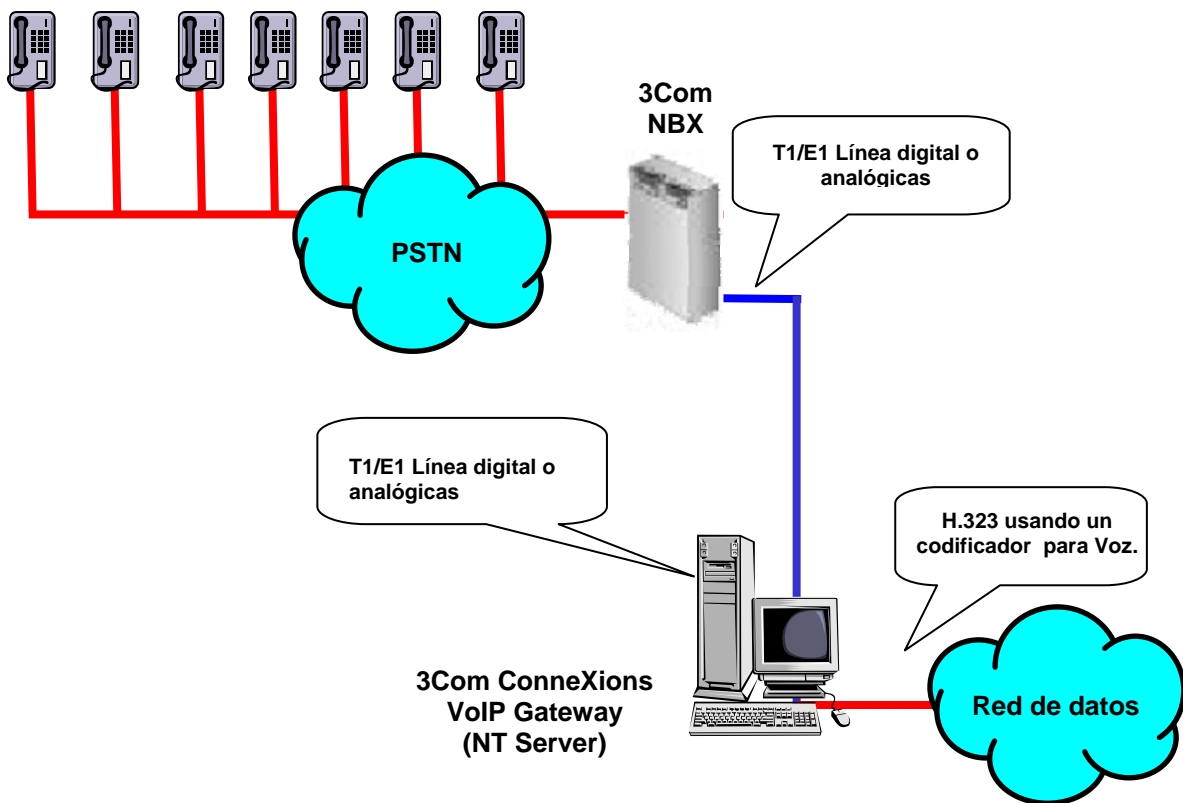 3Com
NBX
T1/E1 Línea digital o
analógicas
PSTN
T1/E1 Línea digital o
analógicas
H.323 usando un
codificador para Voz.
3Com ConneXions
VoIP Gateway
(NT Server)
Red de datos